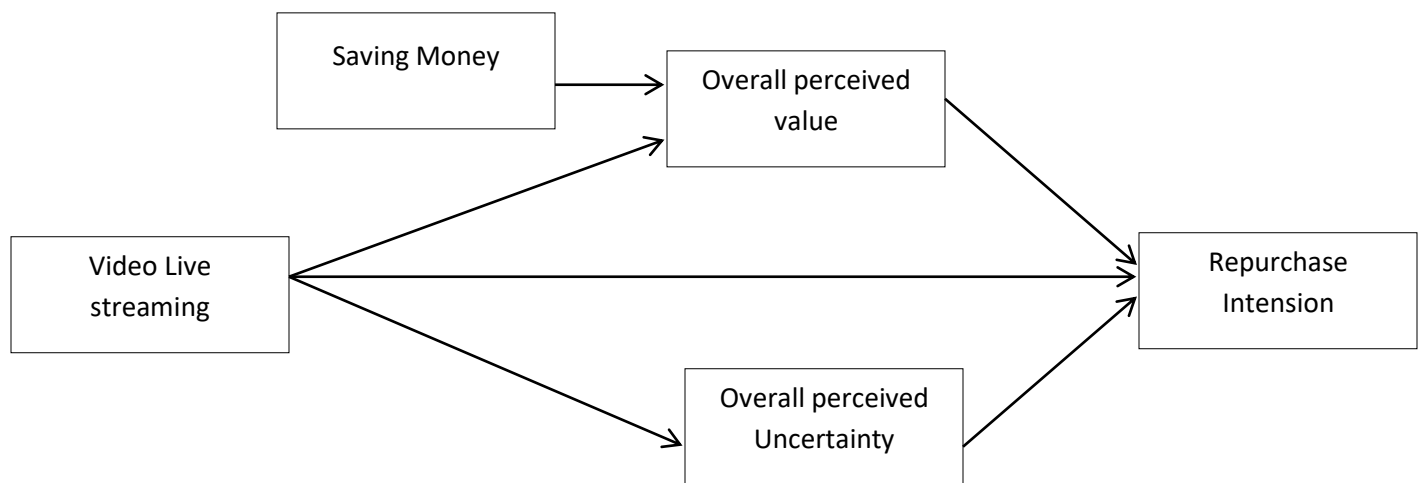 Saving Money
Overall perceived
value
Video Live
streaming
Repurchase
Intension
Overall perceived
Uncertainty